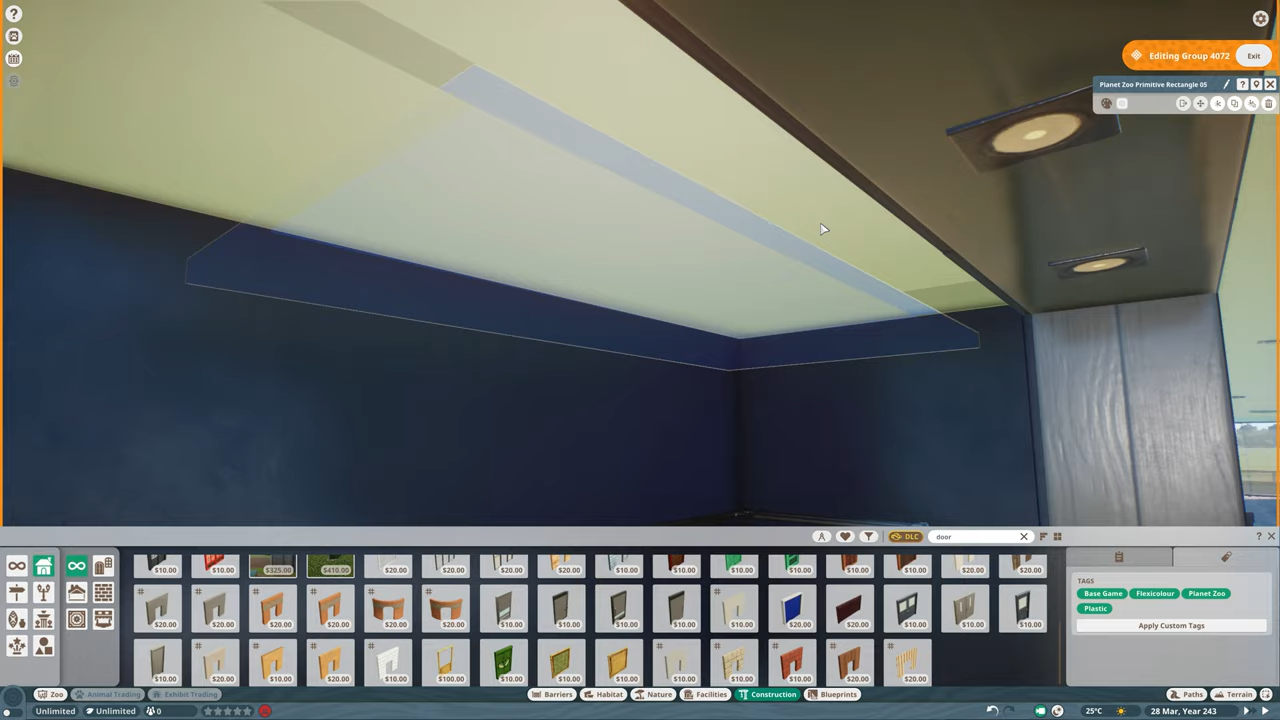 ?
Editing Group 4072 Exit
Planet Zoo Primitive Rectangle 05 ?
DLC door ?
$10.00 $10.00 $325.00 $410.00 $20.00 $20.00 $20.00 $20.00 $10.00 $10.00 $10.00 $10.00 $10.00 $10.00 $20.00 $20.00
$20.00 $20.00 $20.00 $20.00 $20.00 $20.00 $10.00 $10.00 $10.00 $10.00 $20.00 $20.00 $20.00 $20.00 $10.00 $10.00
$10.00 $20.00 $10.00 $20.00 $10.00 $100.00 $10.00 $10.00 $10.00 $10.00 $20.00 $10.00 $20.00 $20.00
TAGS
Base Game Flexicolour Planet Zoo
Plastic
Apply Custom Tags
Zoo Animal Trading Exhibit Trading Barriers Habitat Nature Facilities Construction Blueprints Paths Terrain
Unlimited Unlimited 0 25°C 28 Mar, Year 243